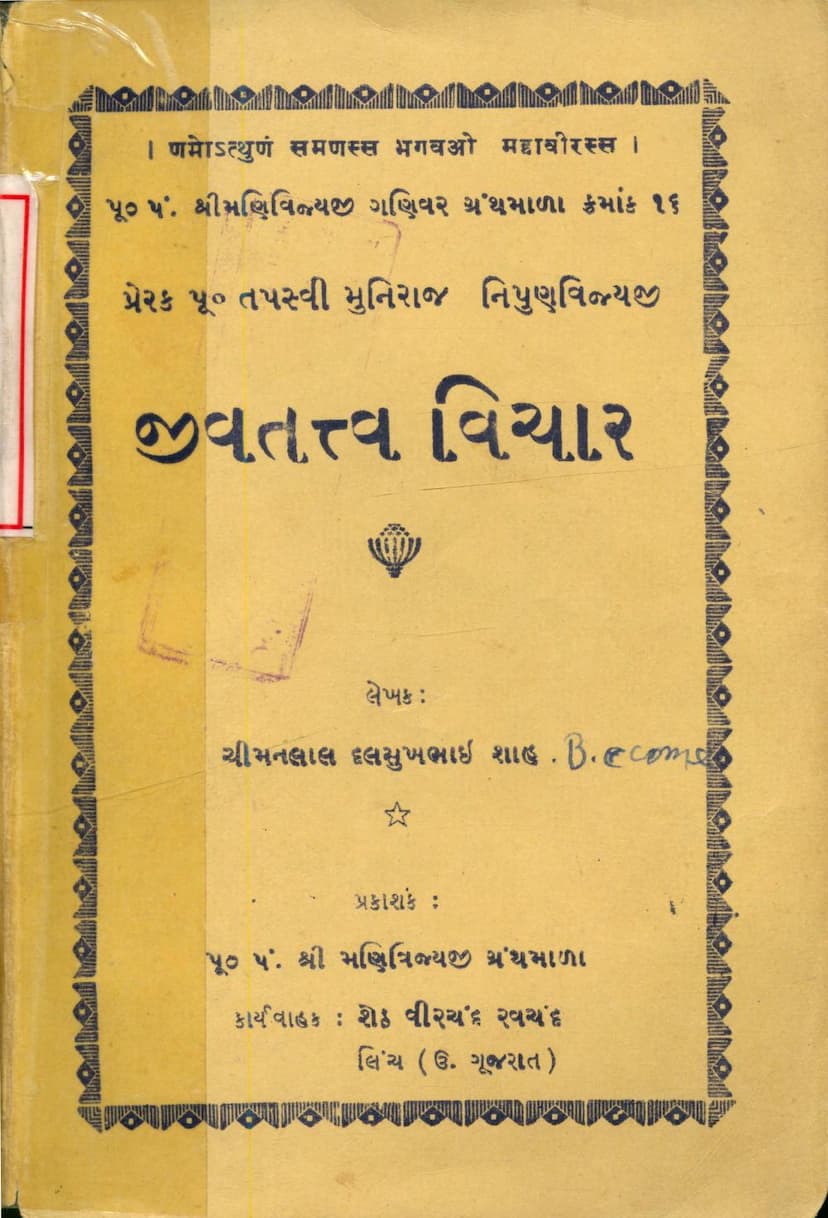 । णमोऽत्थुणं समणस्स भगवओ महावीरस्स ।
પૂ૦ પં. શ્રીમણિવિજયજી ગણિવર ગ્રંથમાળા ક્રમાંક ૧૬
પ્રેરક પૂ૦ તપસ્વી મુનિરાજ નિપુણવિજયજી
જીવતત્ત્વ વિચાર
લેખક :
ચીમનલાલ દલસુખભાઇ શાહ . B.
પ્રકાશક :
પૂ૦ પં. શ્રી મણિવિજયજી ગ્રંથમાળા
કાર્યવાહક : શેઠ વીરચંદ રવચંદ
લિંચ ( ઉ. ગૂજરાત )